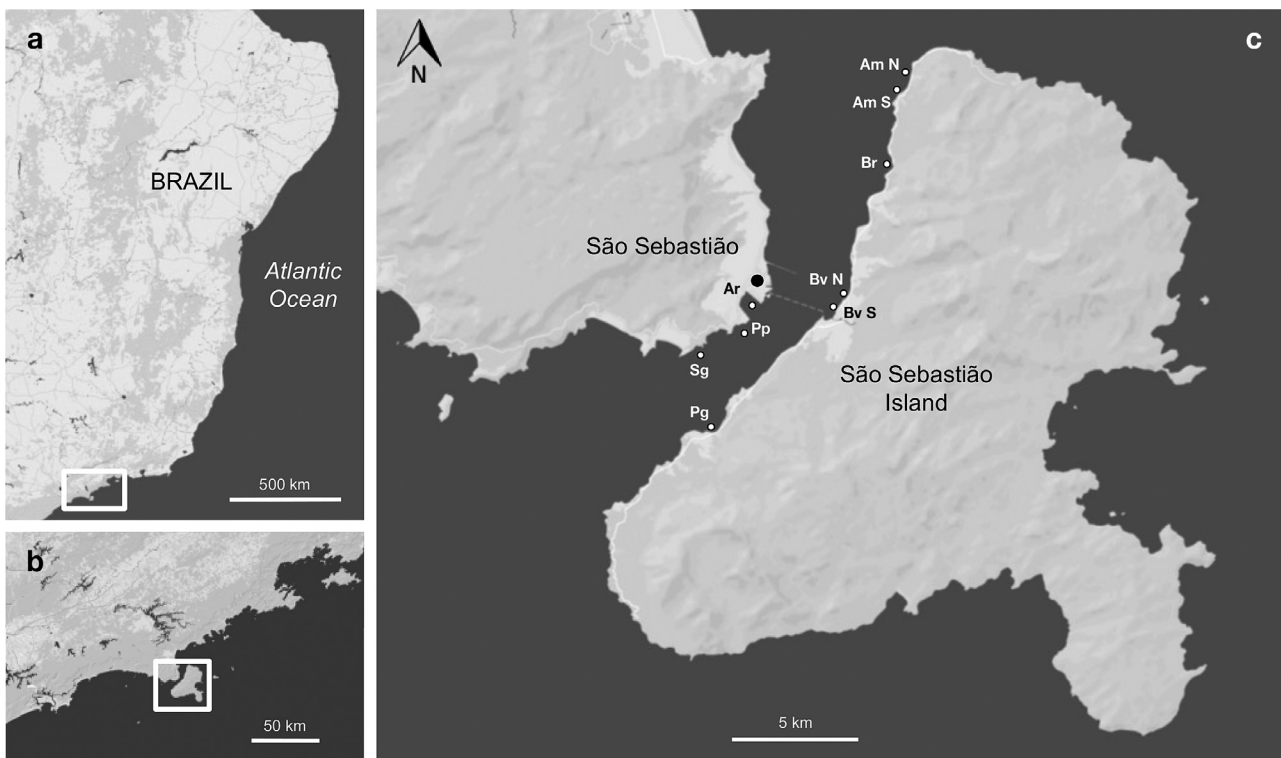 a
BRAZIL
Atlantic
Ocean
500 km
b
50 km
c
N
Am N
Am S
Br
São Sebastião
Bv N
Ar
Bv S
Pp
Sg
São Sebastião
Island
Pg
5 km